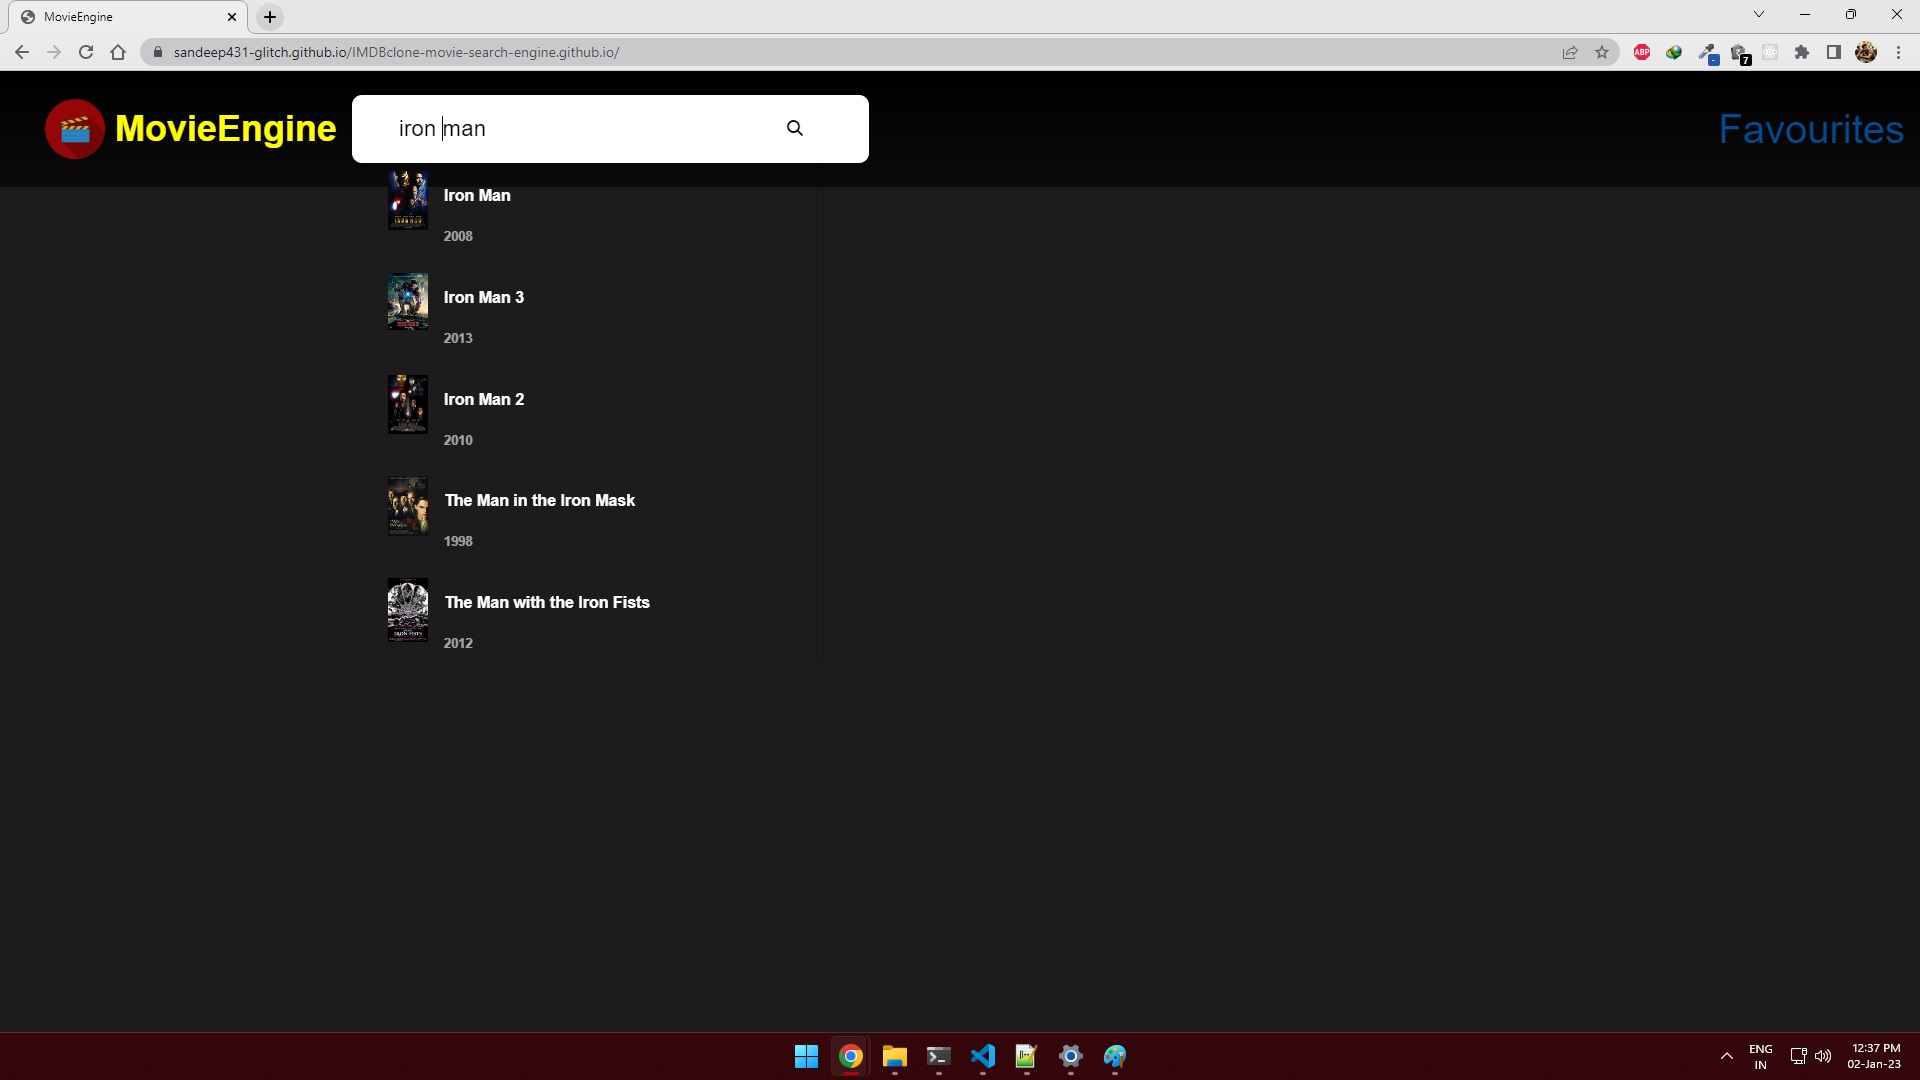 MovieEngine
sandeep431-glitch.github.io/IMDBclone-movie-search-engine.github.io/
ABP
7
MovieEngine
iron man
Favourites
Iron Man
2008
Iron Man 3
2013
Iron Man 2
2010
The Man in the Iron Mask
1998
The Man with the Iron Fists
2012
IRON FISTS
ENG
IN
12:37 PM
02-Jan-23